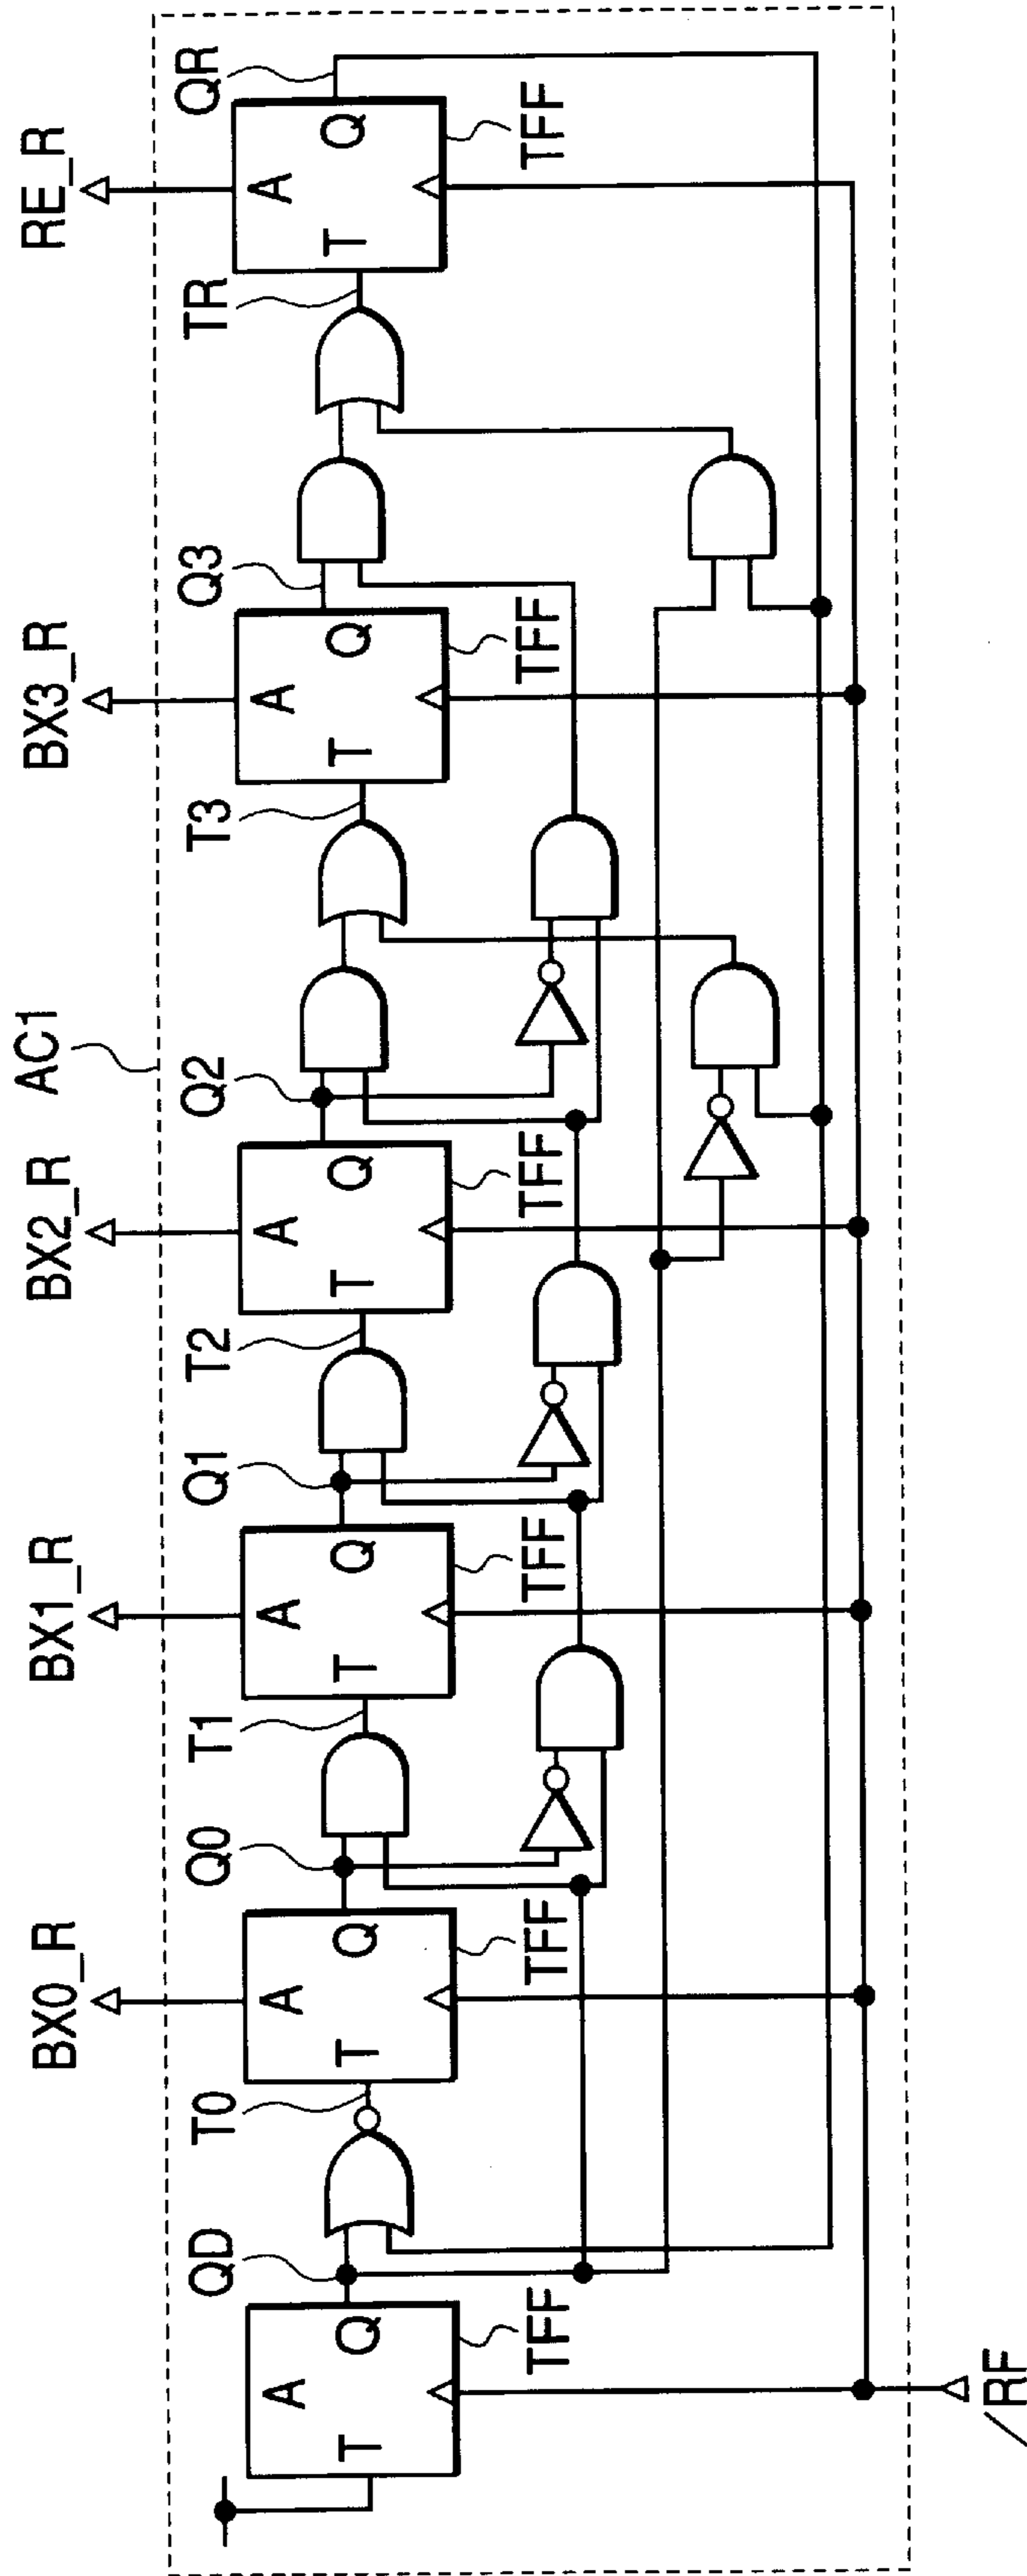 RE_R
QR
A
Q
T
TFF
TR
Q3
BX3_R
A
Q
T
TFF
T3
AC1
Q2
BX2_R
A
Q
T
TFF
T2
Q1
BX1_R
A
Q
T
TFF
T1
Q0
BX0_R
A
Q
T
TFF
T0
QD
A
Q
T
TFF
/RF